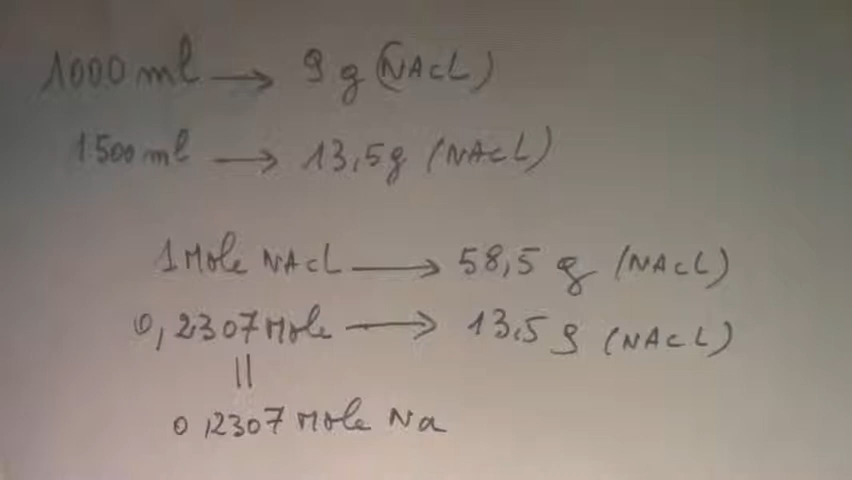 1000 ml → 9 g (NACL)
1500 ml → 13,5g (NACL)
1 Mole NACL → 58,5 g (NACL)
0,2307 Mole → 13,5 g (NACL)
||
0,2307 Mole Na